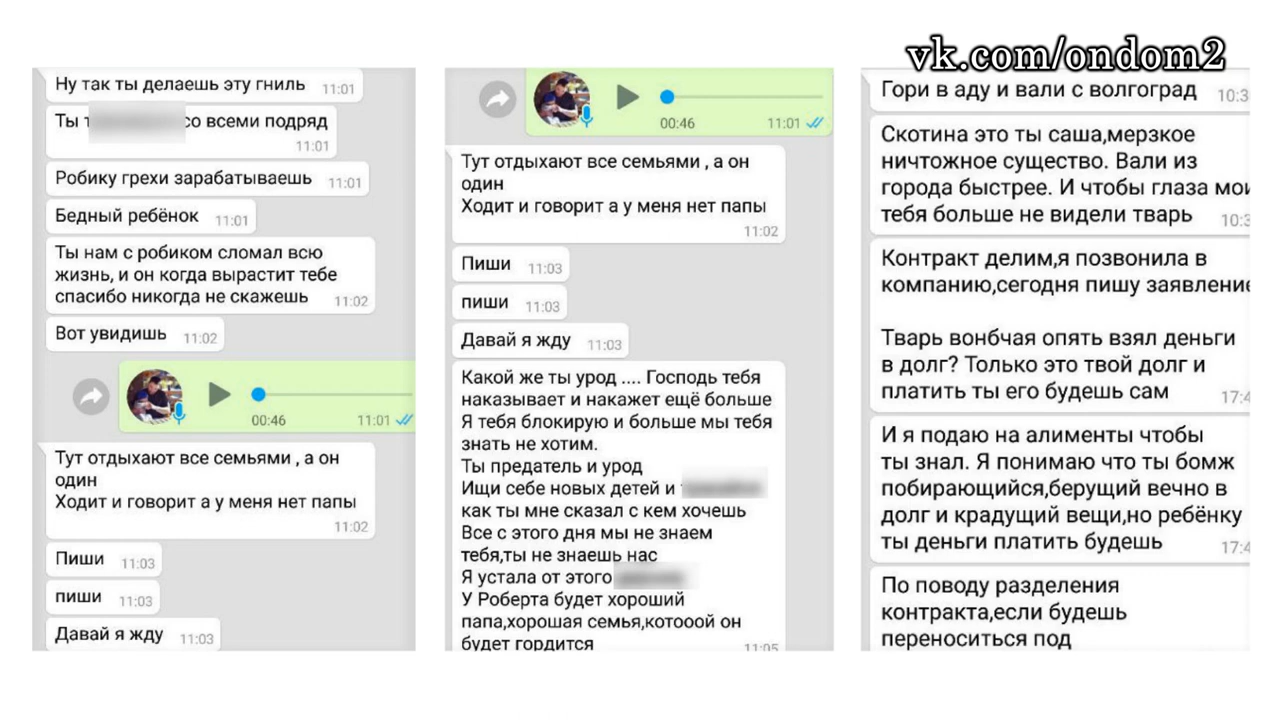 vk.com/ondom2
Ну так ты делаешь эту гниль 11:01
Ты со всеми подряд
11:01
Робику грехи зарабатываешь 11:01
Бедный ребёнок 11:01
Ты нам с робиком сломал всю
жизнь, и он когда вырастит тебе
спасибо никогда не скажешь 11:02
Вот увидишь 11:02
00:46 11:01
Тут отдыхают все семьями , а он
один
Ходит и говорит а у меня нет папы
11:02
Пиши 11:03
пиши 11:03
Давай я жду 11:03
00:46 11:01
Тут отдыхают все семьями , а он
один
Ходит и говорит а у меня нет папы
11:02
Пиши 11:03
пиши 11:03
Давай я жду 11:03
Какой же ты урод .... Господь тебя
наказывает и накажет ещё больше
Я тебя блокирую и больше мы тебя
знать не хотим.
Ты предатель и урод
Ищи себе новых детей и
как ты мне сказал с кем хочешь
Все с этого дня мы не знаем
тебя,ты не знаешь нас
Я устала от этого
У Роберта будет хороший
папа,хорошая семья,котооой он
будет гордится 11:05
Гори в аду и вали с волгоград 10:3
Скотина это ты саша,мерзкое
ничтожное существо. Вали из
города быстрее. И чтобы глаза мои
тебя больше не видели тварь 10:3
Контракт делим,я позвонила в
компанию,сегодня пишу заявление
Тварь вонбчая опять взял деньги
в долг? Только это твой долг и
платить ты его будешь сам 17:4
И я подаю на алименты чтобы
ты знал. Я понимаю что ты бомж
побирающийся,берущий вечно в
долг и крадущий вещи,но ребёнку
ты деньги платить будешь 17:4
По поводу разделения
контракта,если будешь
переноситься под